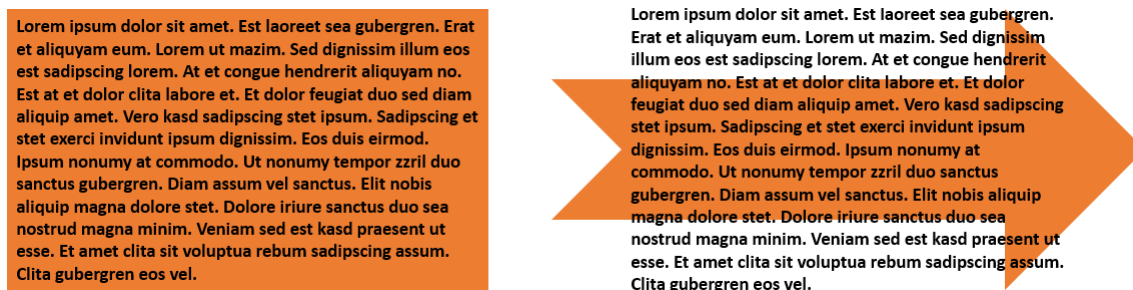 Lorem ipsum dolor sit amet. Est laoreet sea gubergren. Erat
et aliquyam eum. Lorem ut mazim. Sed dignissim illum eos
est sadipscing lorem. At et congue hendrerit aliquyam no.
Est at et dolor clita labore et. Et dolor feugiat duo sed diam
aliquip amet. Vero kasd sadipscing stet ipsum. Sadipscing et
stet exerci invidunt ipsum dignissim. Eos duis eirmod.
Ipsum nonumy at commodo. Ut nonumy tempor zzril duo
sanctus gubergren. Diam assum vel sanctus. Elit nobis
aliquip magna dolore stet. Dolore iriure sanctus duo sea
nostrud magna minim. Veniam sed est kasd praesent ut
esse. Et amet clita sit voluptua rebum sadipscing assum.
Clita gubergren eos vel.
Lorem ipsum dolor sit amet. Est laoreet sea gubergren.
Erat et aliquyam eum. Lorem ut mazim. Sed dignissim
illum eos est sadipscing lorem. At et congue hendrerit
aliquyam no. Est at et dolor clita labore et. Et dolor
feugiat duo sed diam aliquip amet. Vero kasd sadipscing
stet ipsum. Sadipscing et stet exerci invidunt ipsum
dignissim. Eos duis eirmod. Ipsum nonumy at
commodo. Ut nonumy tempor zzril duo sanctus
gubergren. Diam assum vel sanctus. Elit nobis aliquip
magna dolore stet. Dolore iriure sanctus duo sea
nostrud magna minim. Veniam sed est kasd praesent ut
esse. Et amet clita sit voluptua rebum sadipscing assum.
Clita gubergren eos vel.